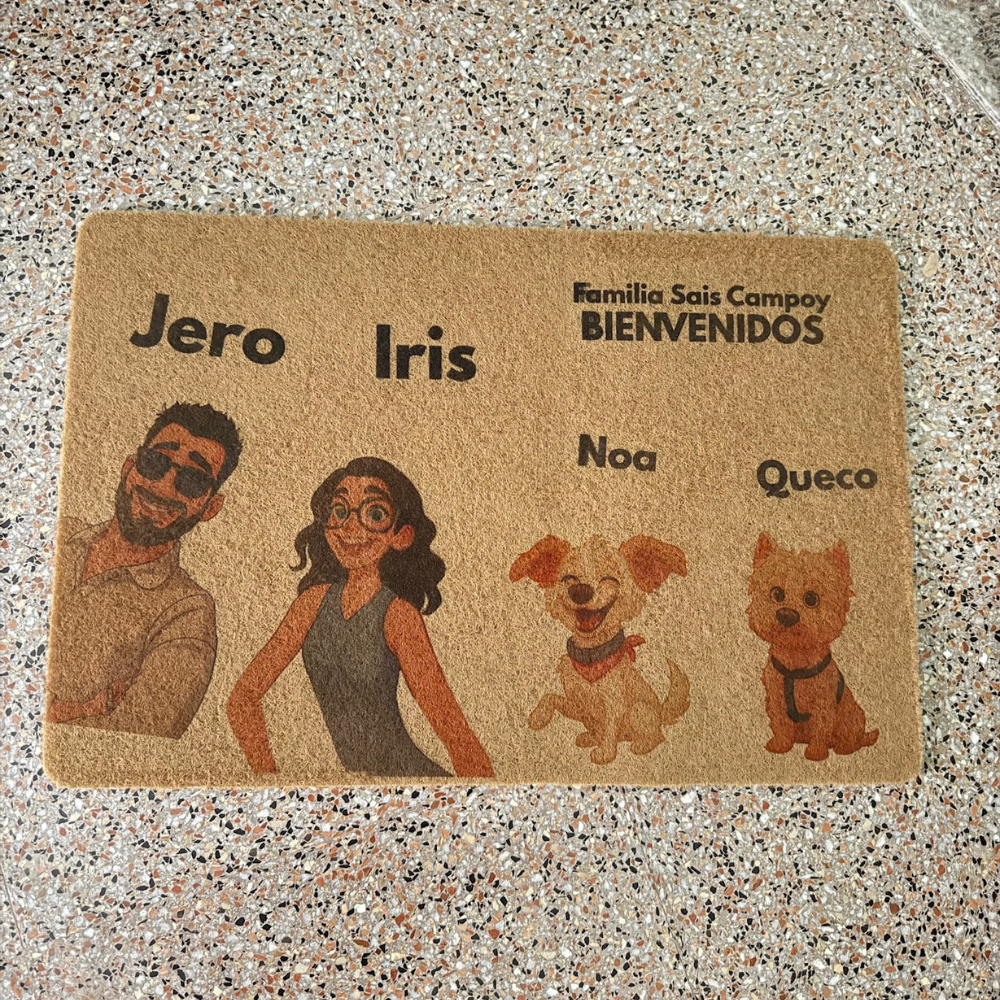 Jero
Iris
Familia Sais Campoy
BIENVENIDOS
Noa
Queco